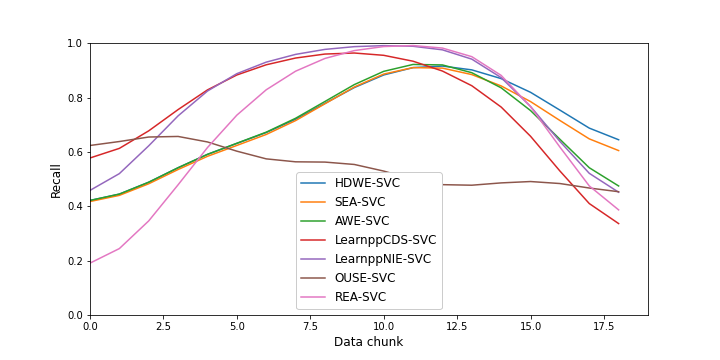 1.0
0.8
0.6
0.4
0.2
0.0
Recall
0.0
2.5
5.0
7.5
10.0
12.5
15.0
17.5
Data chunk
HDWE-SVC
SEA-SVC
AWE-SVC
LearnppCDS-SVC
LearnppNIE-SVC
OUSE-SVC
REA-SVC